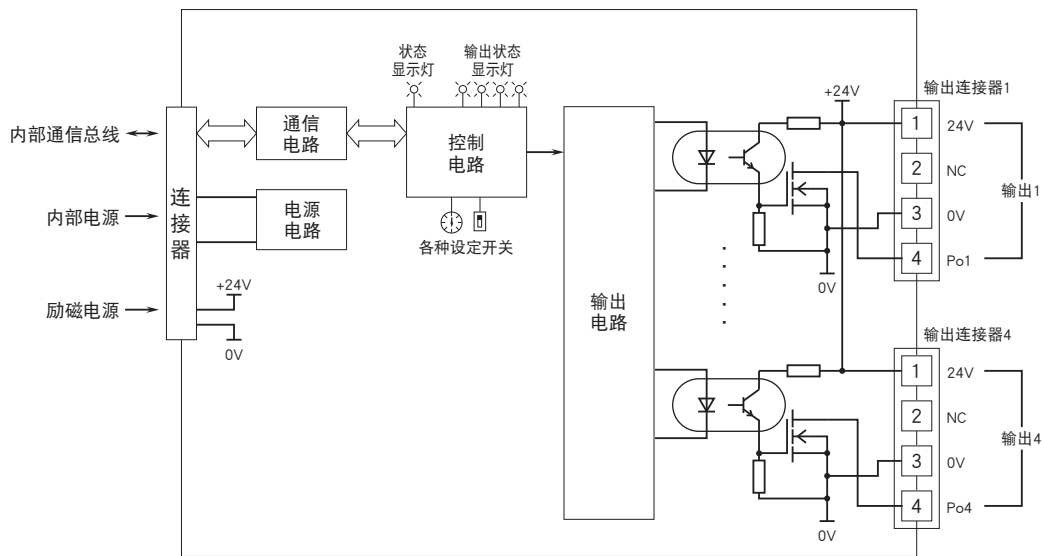 状态
显示灯
输出状态
显示灯
+24V
输出连接器1
内部通信总线
通信
电路
控制
电路
1
24V
2
NC
输出1
连接器
内部电源
电源
电路
3
0V
各种设定开关
4
Po1
+24V
0V
励磁电源
0V
输出
电路
输出连接器4
1
24V
2
NC
输出4
3
0V
4
Po4
0V